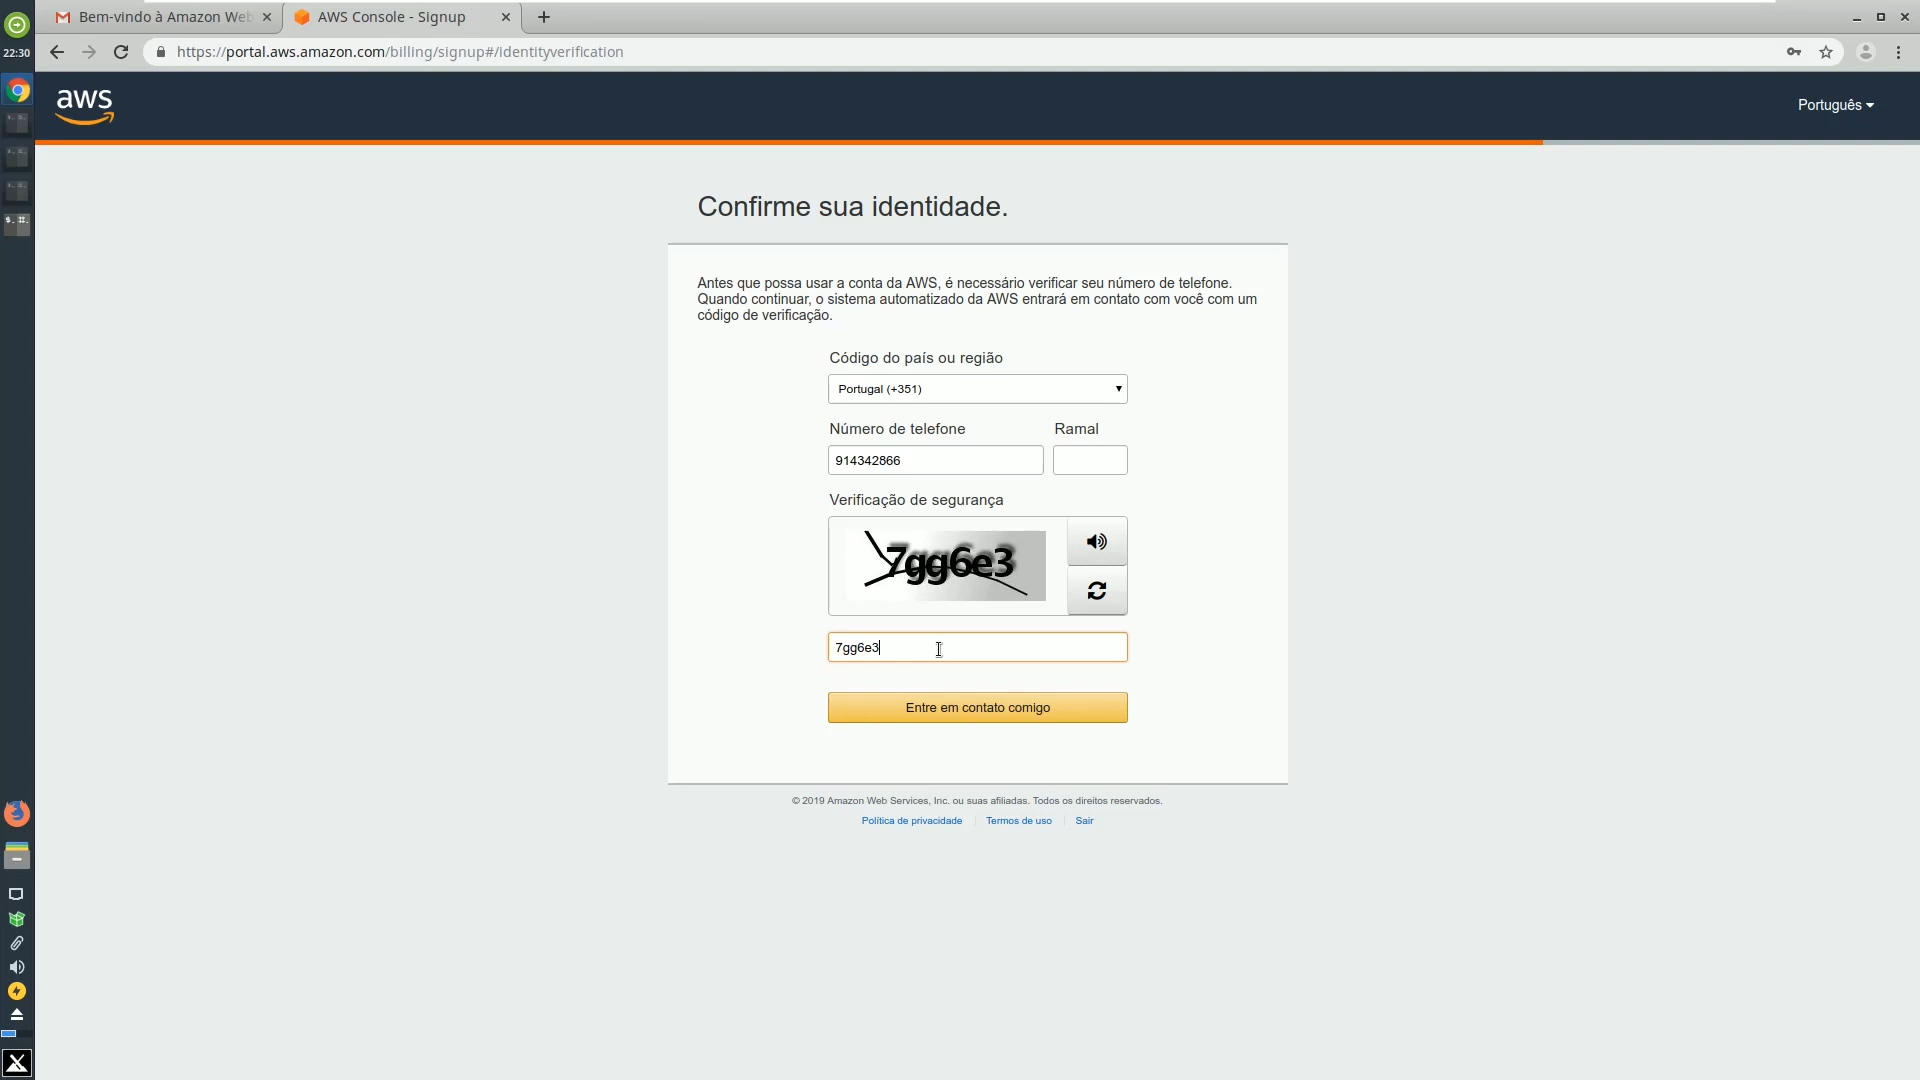 Bem-vindo à Amazon Web
AWS Console - Signup
22:30
https://portal.aws.amazon.com/billing/signup#/identityverification
aws
Português
Confirme sua identidade.
Antes que possa usar a conta da AWS, é necessário verificar seu número de telefone.
Quando continuar, o sistema automatizado da AWS entrará em contato com você com um
código de verificação.
Código do país ou região
Portugal (+351)
Número de telefone Ramal
914342866
Verificação de segurança
7gg6e3
7gg6e3
Entre em contato comigo
© 2019 Amazon Web Services, Inc. ou suas afiliadas. Todos os direitos reservados.
Política de privacidade Termos de uso Sair